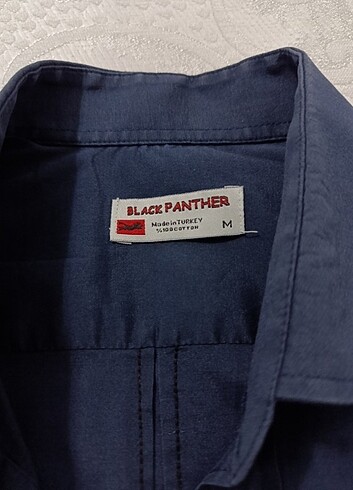 BLACK PANTHER
Made in TURKEY
%100 COTTON
M